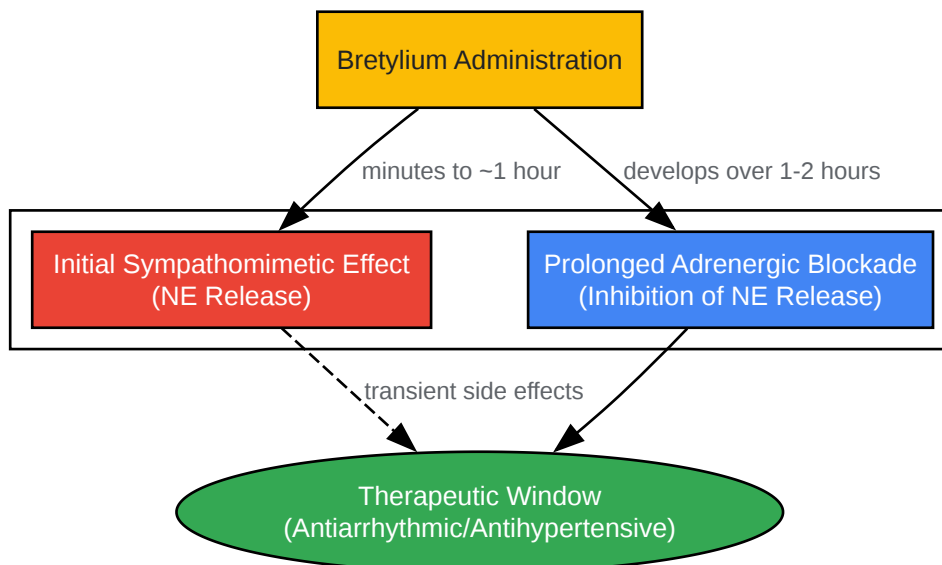 Bretylium Administration
minutes to ~1 hour
develops over 1-2 hours
Initial Sympathomimetic Effect
(NE Release)
Prolonged Adrenergic Blockade
(Inhibition of NE Release)
transient side effects
Therapeutic Window
(Antiarrhythmic/Antihypertensive)